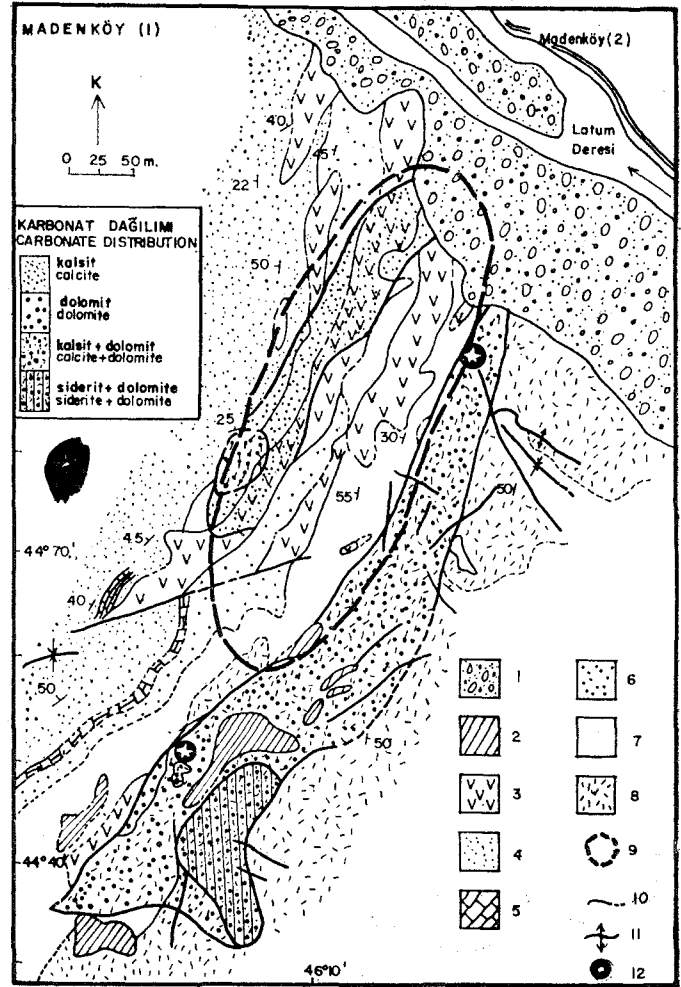 MADENKÖY (1)
K
0 25 50 m.
KARBONAT DAĞILIMI
CARBONATE DISTRIBUTION
kalsit
calcite
dolomit
dolomite
kalsit + dolomit
calcite+dolomite
siderit+ dolomite
siderite + dolomite
Madenköy(2)
Latum
Deresi
40
45
22
50
25
30
55
50
45
44° 70'
40
50
50
44°40'
46°10'
1
2
3
4
5
6
7
8
9
10
11
12